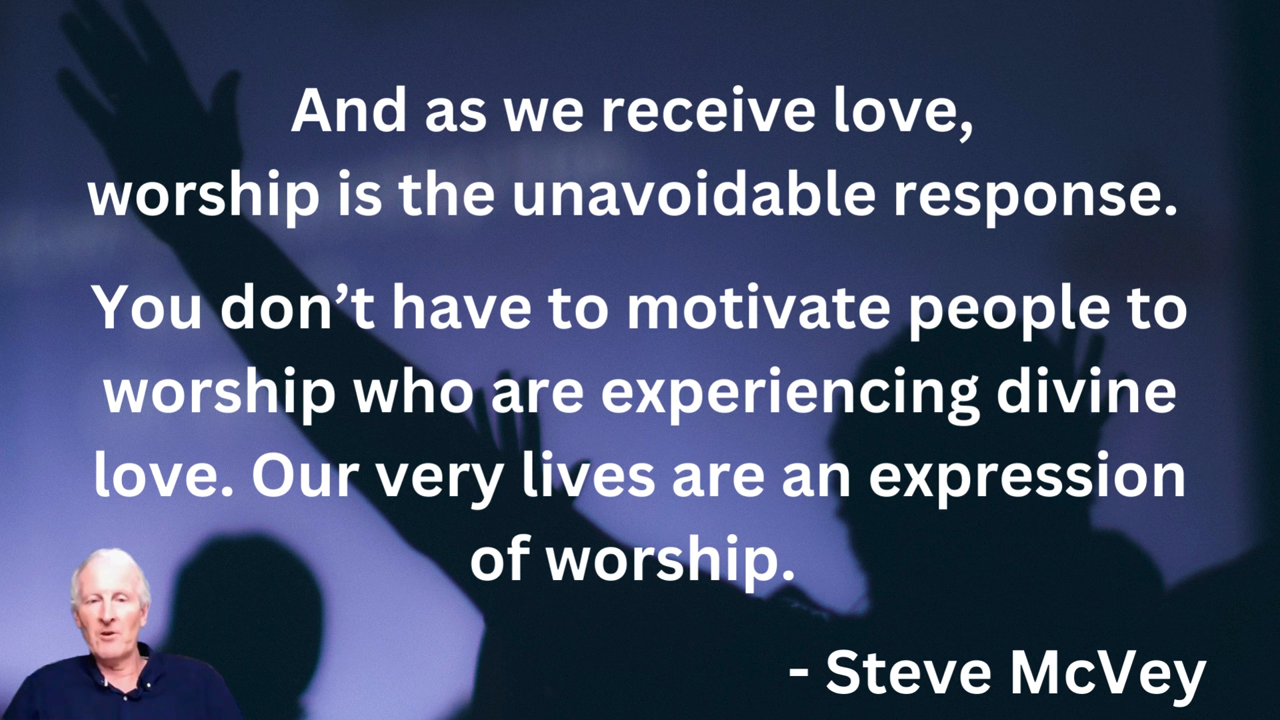 And as we receive love,
worship is the unavoidable response.
You don’t have to motivate people to
worship who are experiencing divine
love. Our very lives are an expression
of worship.
- Steve McVey